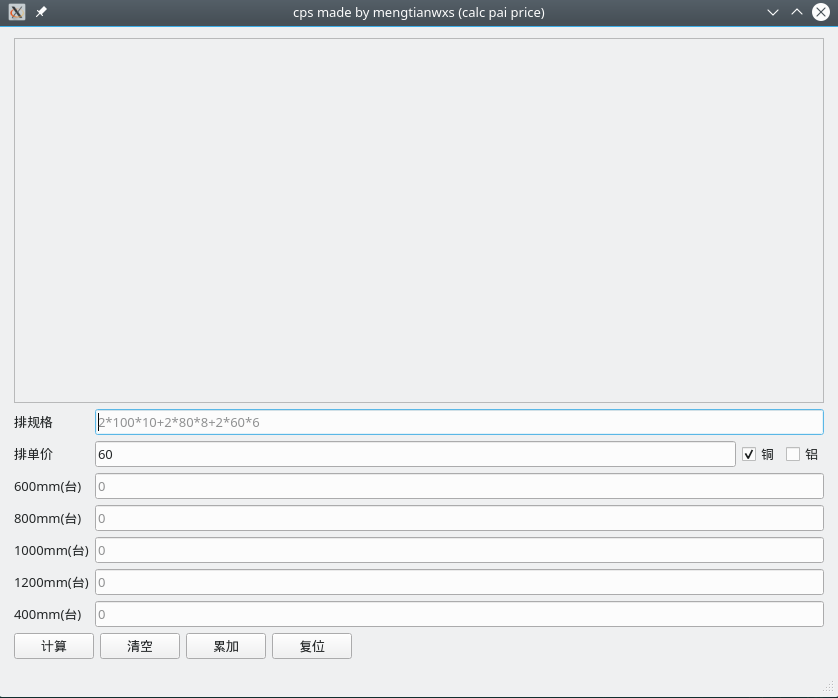 cps made by mengtianwxs (calc pai price)
排规格 2*100*10+2*80*8+2*60*6
排单价 60 铜 铝
600mm(台) 0
800mm(台) 0
1000mm(台) 0
1200mm(台) 0
400mm(台) 0
计算 清空 累加 复位